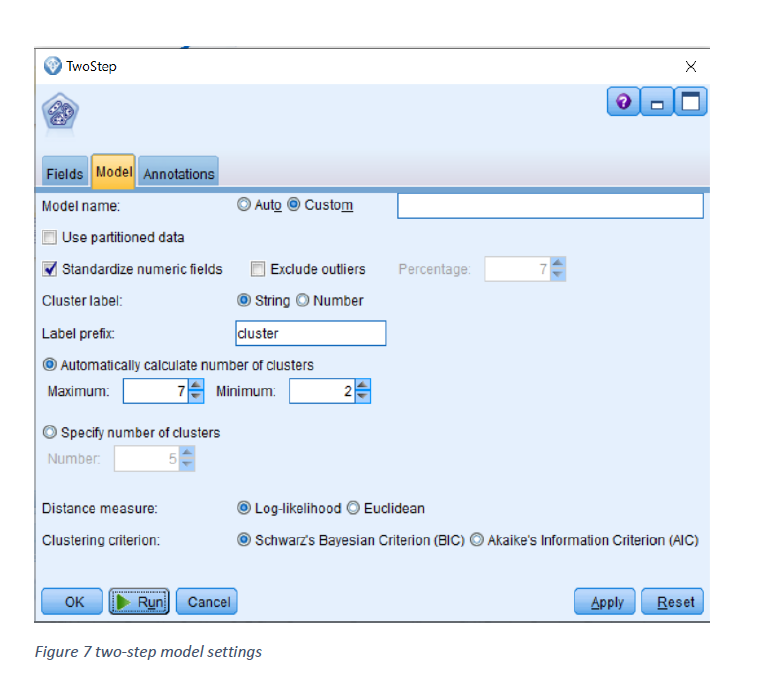 TwoStep
Fields Model Annotations
Model name: Auto Custom
Use partitioned data
Standardize numeric fields Exclude outliers Percentage: 7
Cluster label: String Number
Label prefix: cluster
Automatically calculate number of clusters
Maximum: 7 Minimum: 2
Specify number of clusters
Number: 5
Distance measure: Log-likelihood Euclidean
Clustering criterion: Schwarz's Bayesian Criterion (BIC) Akaike's Information Criterion (AIC)
OK Run Cancel Apply Reset
Figure 7 two-step model settings